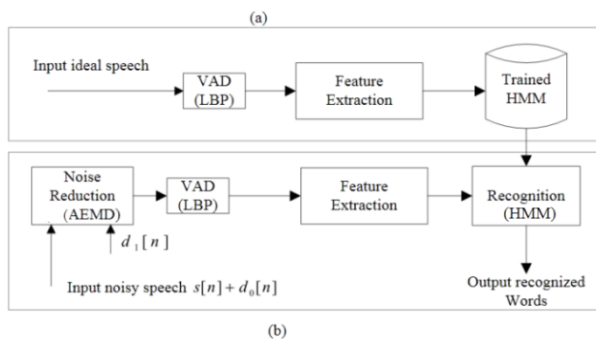 (a)
Input ideal speech
VAD
(LBP)
Feature
Extraction
Trained
HMM
Noise
Reduction
(AEMD)
VAD
(LBP)
Feature
Extraction
Recognition
(HMM)
d₁[n]
Input noisy speech s[n]+d₀[n]
Output recognized
Words
(b)